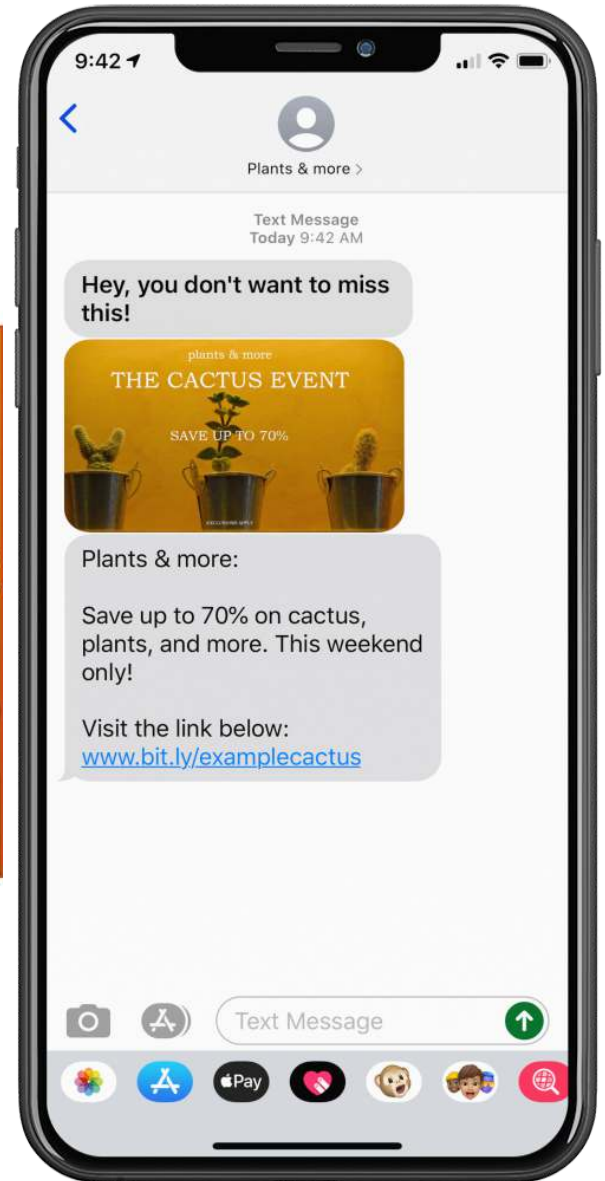 9:42
Plants & more >
Text Message
Today 9:42 AM
Hey, you don't want to miss
this!
plants & more
THE CACTUS EVENT
SAVE UP TO 70%
EXCLUSIONS APPLY
Plants & more:
Save up to 70% on cactus,
plants, and more. This weekend
only!
Visit the link below:
www.bit.ly/examplecactus
Text Message
Pay